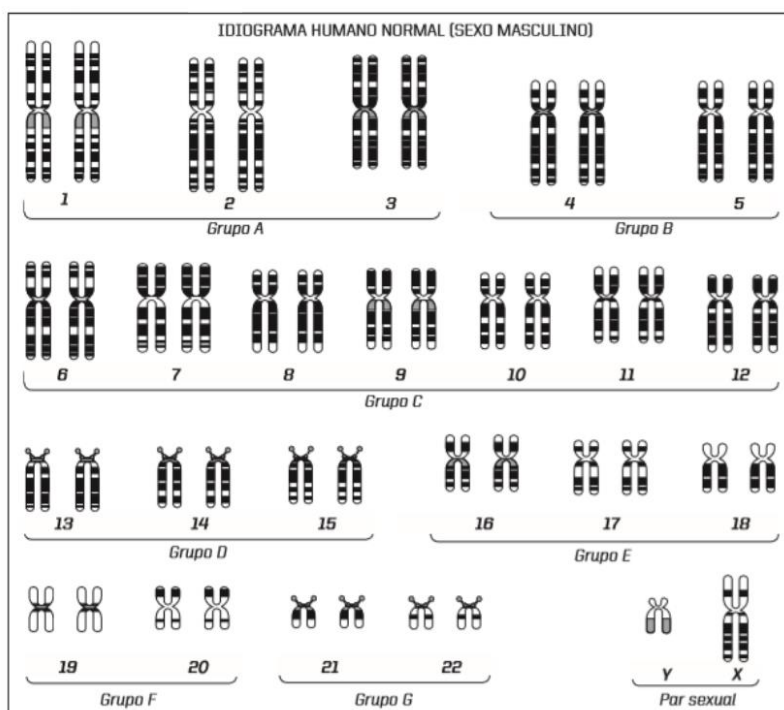 IDIOGRAMA HUMANO NORMAL (SEXO MASCULINO)
1 2 3 4 5
Grupo A Grupo B
6 7 8 9 10 11 12
Grupo C
13 14 15 16 17 18
Grupo D Grupo E
19 20 21 22 Y X
Grupo F Grupo G Par sexual